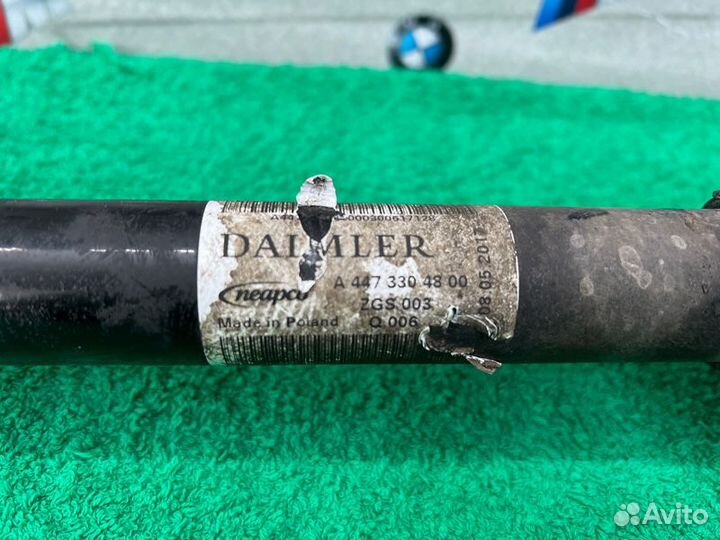 DAIMLER
neapco
A 447 330 48 00
ZGS 003
Made in Poland
Q 006
08.05.2017
Avito